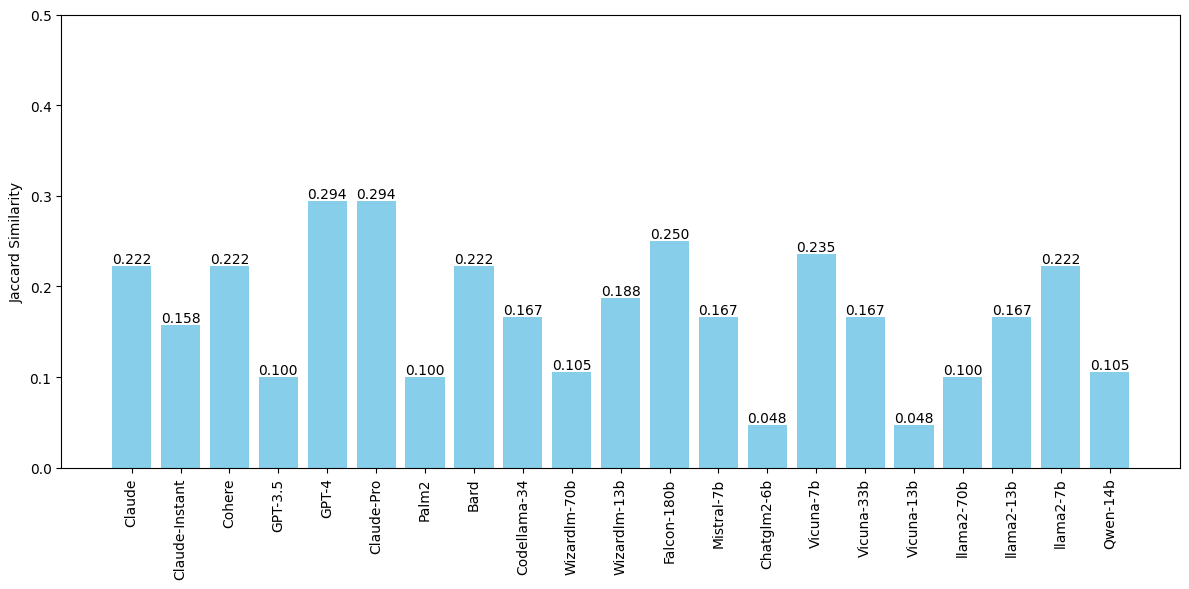 Jaccard Similarity
0.5
0.4
0.3
0.2
0.1
0.0
0.222
0.158
0.222
0.100
0.294
0.294
0.100
0.222
0.167
0.105
0.188
0.250
0.167
0.048
0.235
0.167
0.048
0.100
0.167
0.222
0.105
Claude
Claude-Instant
Cohere
GPT-3.5
GPT-4
Claude-Pro
Palm2
Bard
Codellama-34
Wizardlm-70b
Wizardlm-13b
Falcon-180b
Mistral-7b
Chatglm2-6b
Vicuna-7b
Vicuna-33b
Vicuna-13b
llama2-70b
llama2-13b
llama2-7b
Qwen-14b